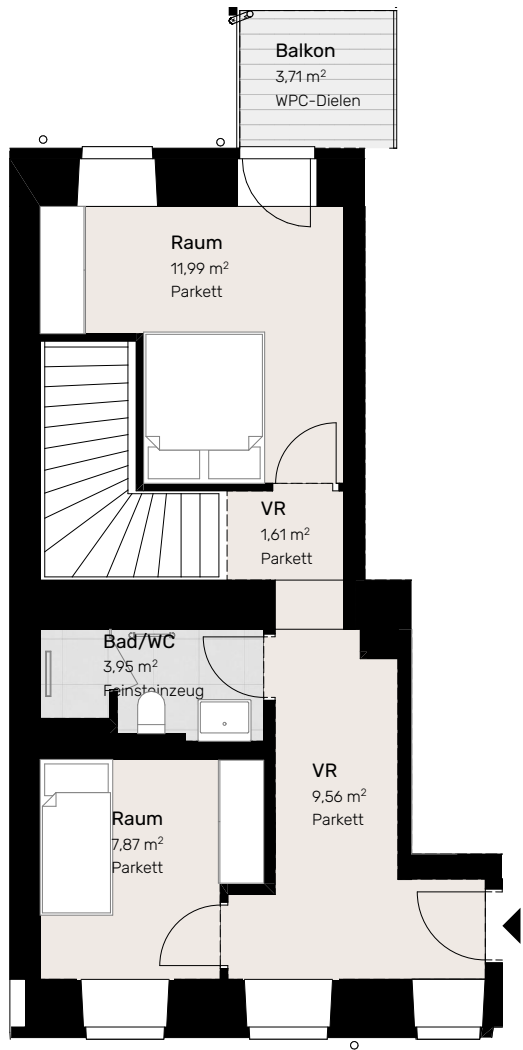 Balkon
3,71 m²
WPC-Dielen
Raum
11,99 m²
Parkett
VR
1,61 m²
Parkett
Bad/WC
3,95 m²
Feinsteinzeug
VR
9,56 m²
Parkett
Raum
7,87 m²
Parkett